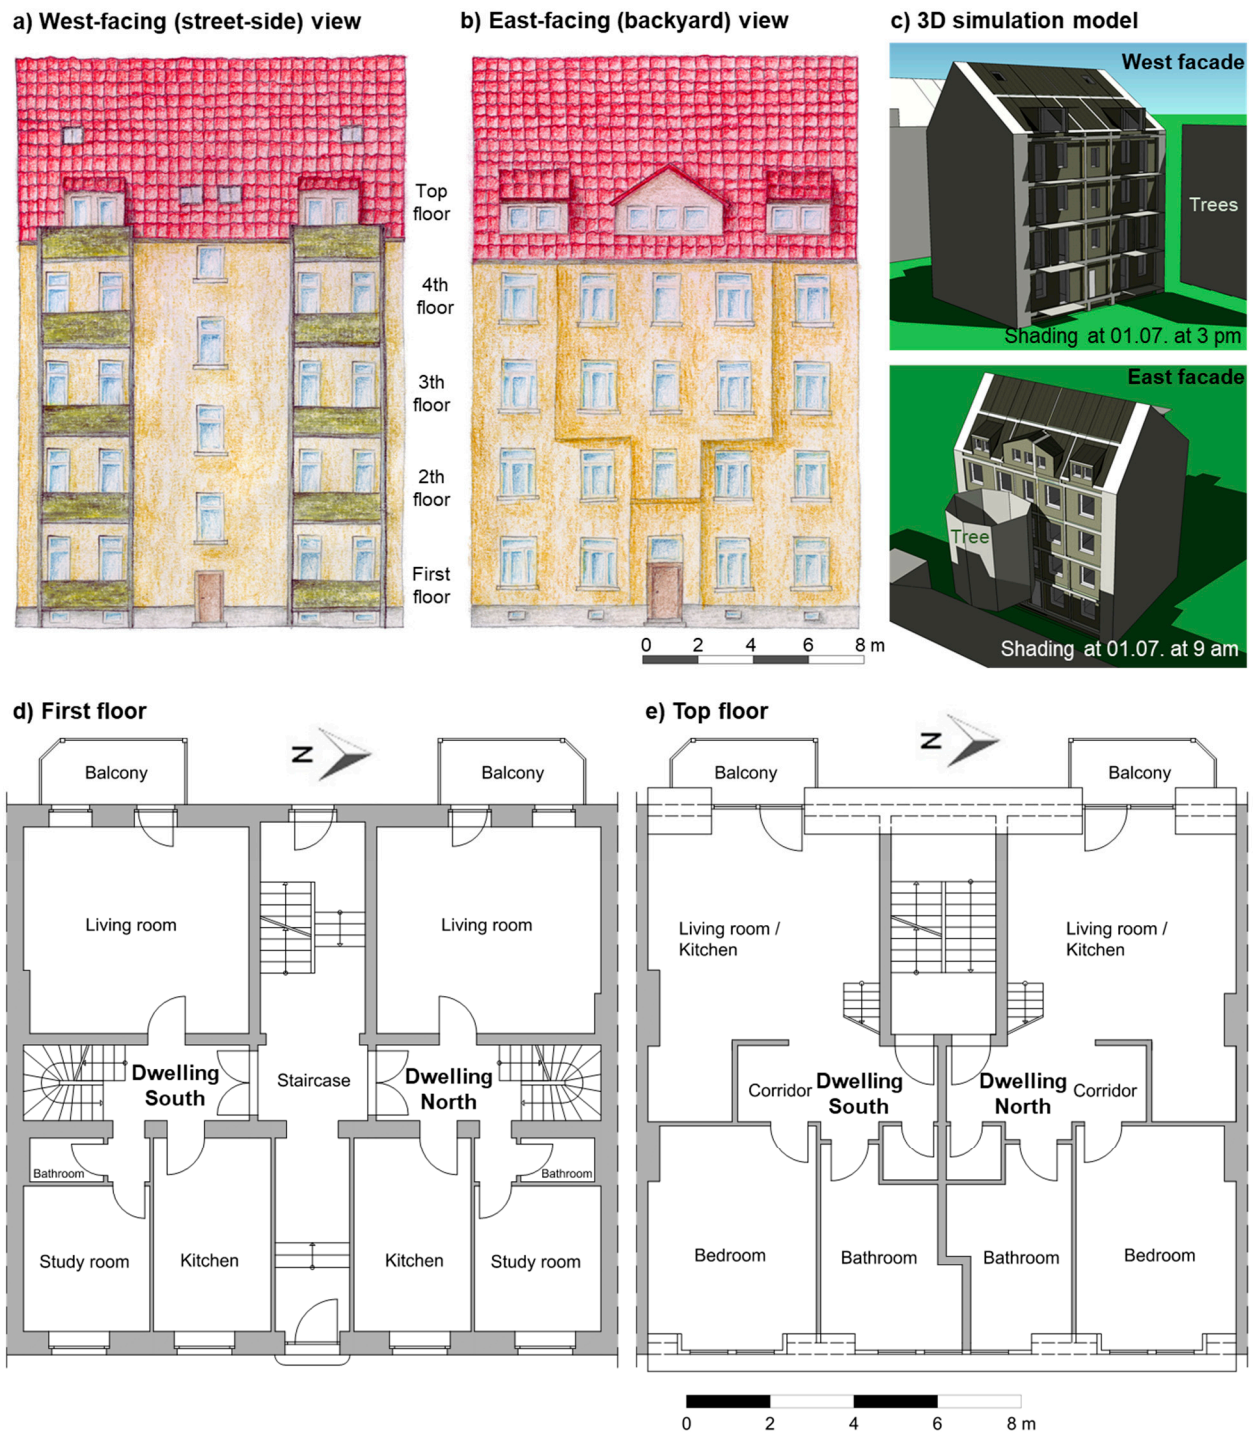 a) West-facing (street-side) view
b) East-facing (backyard) view
c) 3D simulation model
Top
floor
4th
floor
3th
floor
2th
floor
First
floor
0 2 4 6 8 m
West facade
Trees
Shading at 01.07. at 3 pm
East facade
Tree
Shading at 01.07. at 9 am
d) First floor
N
Balcony
Balcony
Living room
Living room
Dwelling
South
Staircase
Dwelling
North
Bathroom
Bathroom
Study room
Kitchen
Kitchen
Study room
e) Top floor
N
Balcony
Balcony
Living room /
Kitchen
Living room /
Kitchen
Corridor
Dwelling
South
Dwelling
North
Corridor
Bedroom
Bathroom
Bathroom
Bedroom
0 2 4 6 8 m